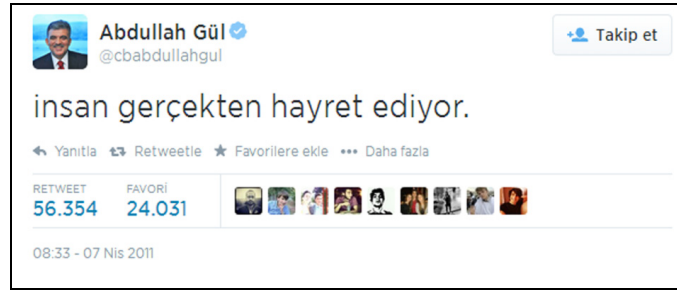 Abdullah Gül
@cbabdullahgul
Takip et
insan gerçekten hayret ediyor.
Yanıtla Retweetle Favorilere ekle Daha fazla
RETWEET FAVORİ
56.354 24.031
08:33 - 07 Nis 2011